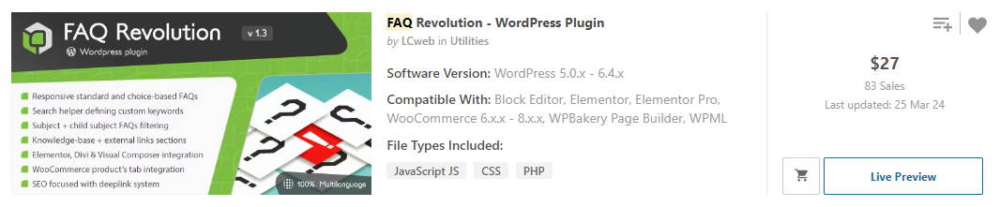 FAQ Revolution
v 1.3
Wordpress plugin
Responsive standard and choice-based FAQs
Search helper defining custom keywords
Subject + child subject FAQs filtering
Knowledge-base + external links sections
Elementor, Divi & Visual Composer integration
WooCommerce product's tab integration
SEO focused with deeplink system
100% Multilanguage
FAQ Revolution - WordPress Plugin
by LCweb in Utilities
Software Version: WordPress 5.0.x - 6.4.x
Compatible With: Block Editor, Elementor, Elementor Pro,
WooCommerce 6.x.x - 8.x.x, WPBakery Page Builder, WPML
File Types Included:
JavaScript JS
CSS
PHP
$27
83 Sales
Last updated: 25 Mar 24
Live Preview